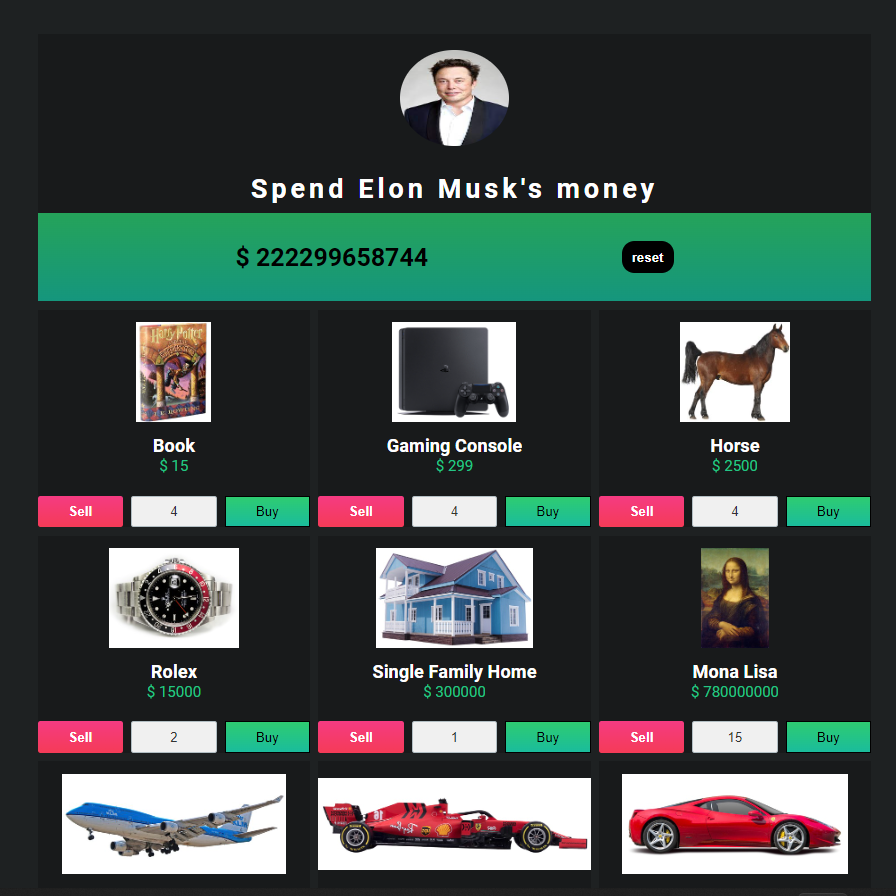 Spend Elon Musk's money
$ 222299658744
reset
Harry Potter
J.K. ROWLING
Book
$ 15
Gaming Console
$ 299
Horse
$ 2500
Sell 4 Buy
Sell 4 Buy
Sell 4 Buy
Rolex
$ 15000
Single Family Home
$ 300000
Mona Lisa
$ 780000000
Sell 2 Buy
Sell 1 Buy
Sell 15 Buy